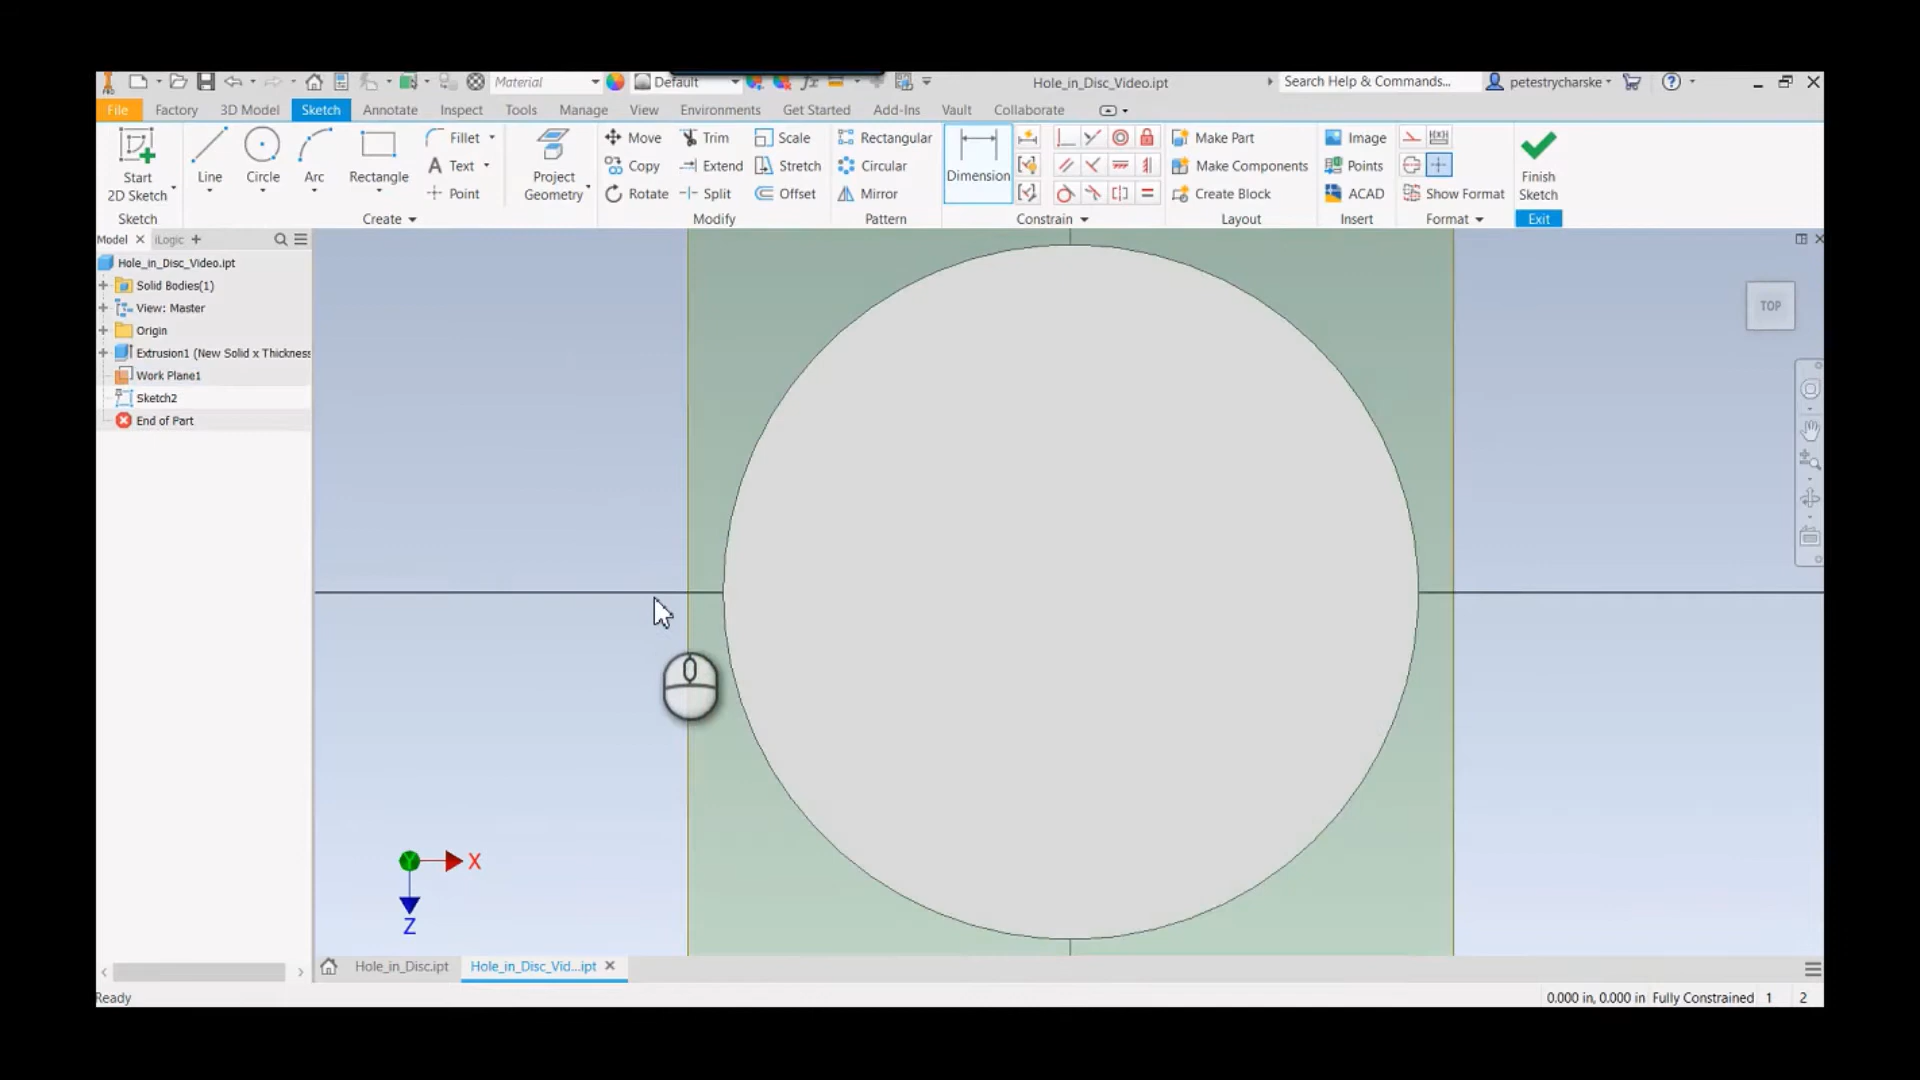 Material Default Hole_in_Disc_Video.ipt Search Help & Commands... petestrycharske
File Factory 3D Model Sketch Annotate Inspect Tools Manage View Environments Get Started Add-Ins Vault Collaborate
Start
2D Sketch
Line
Circle
Arc
Rectangle
Fillet
Text
Point
Project
Geometry
Move
Copy
Rotate
Trim
Extend
Split
Scale
Stretch
Offset
Rectangular
Circular
Mirror
Dimension
Make Part
Make Components
Create Block
Image
Points
ACAD
Show Format
Finish
Sketch
Sketch Create Modify Pattern Constrain Layout Insert Format Exit
Model iLogic
Hole_in_Disc_Video.ipt
Solid Bodies(1)
View: Master
Origin
Extrusion1 (New Solid x Thickness
Work Plane1
Sketch2
End of Part
TOP
Y
X
Z
Hole_in_Disc.ipt Hole_in_Disc_Vid...ipt
Ready 0.000 in, 0.000 in Fully Constrained 1 2